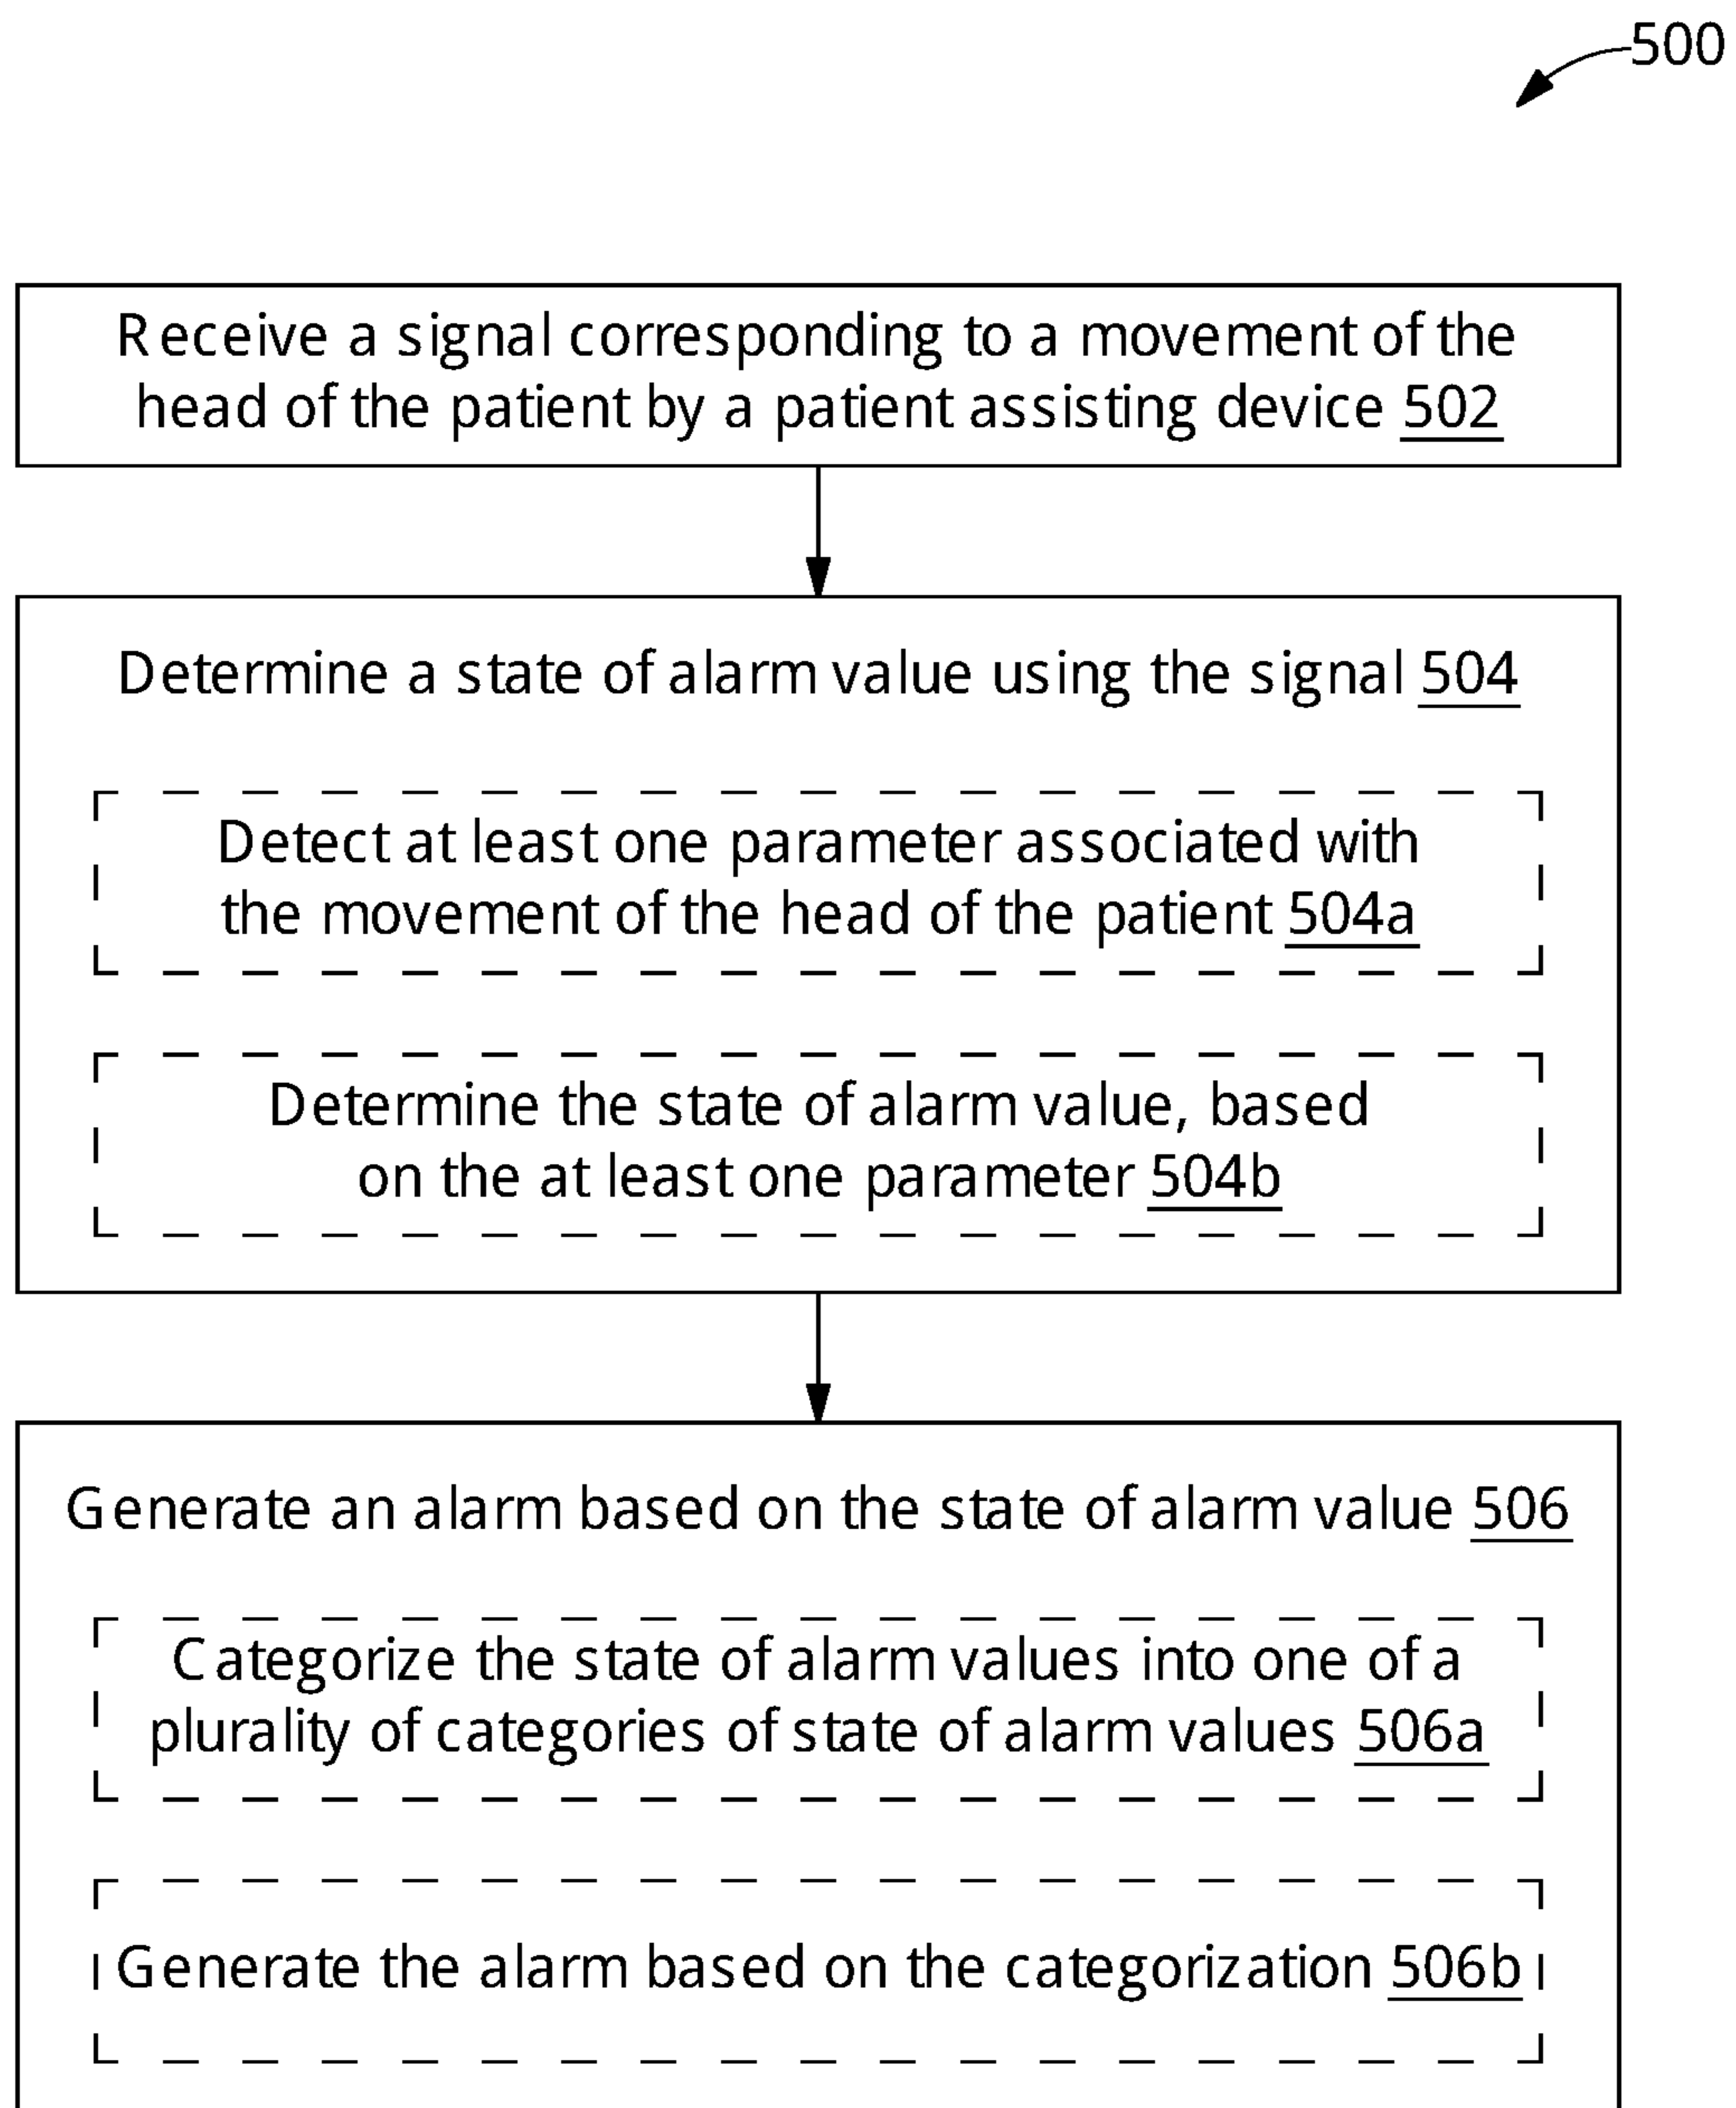 500
Receive a signal corresponding to a movement of the
head of the patient by a patient assisting device 502
Determine a state of alarm value using the signal 504
Detect at least one parameter associated with
the movement of the head of the patient 504a
Determine the state of alarm value, based
on the at least one parameter 504b
Generate an alarm based on the state of alarm value 506
Categorize the state of alarm values into one of a
plurality of categories of state of alarm values 506a
Generate the alarm based on the categorization 506b